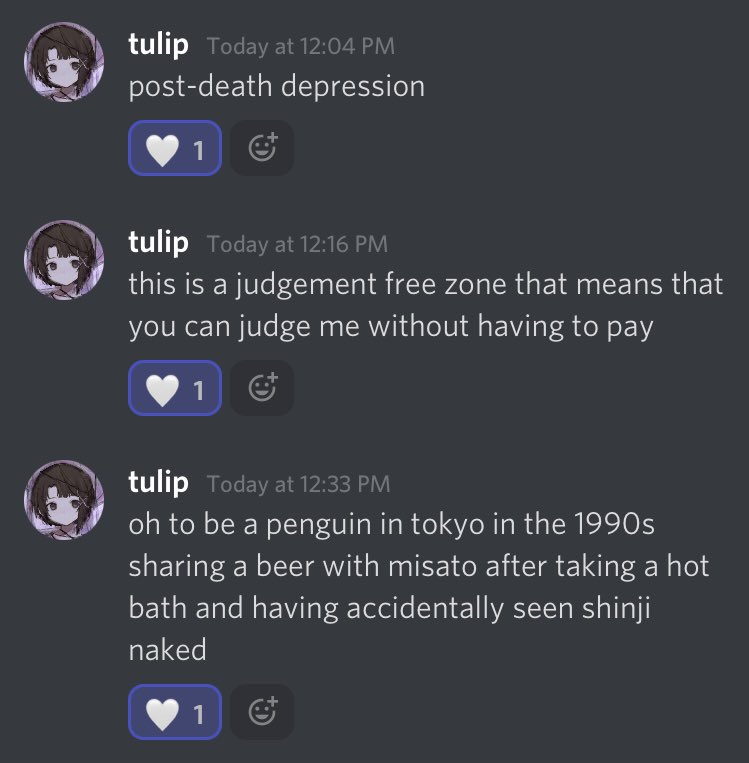 tulip Today at 12:04 PM
post-death depression
1
tulip Today at 12:16 PM
this is a judgement free zone that means that
you can judge me without having to pay
1
tulip Today at 12:33 PM
oh to be a penguin in tokyo in the 1990s
sharing a beer with misato after taking a hot
bath and having accidentally seen shinji
naked
1